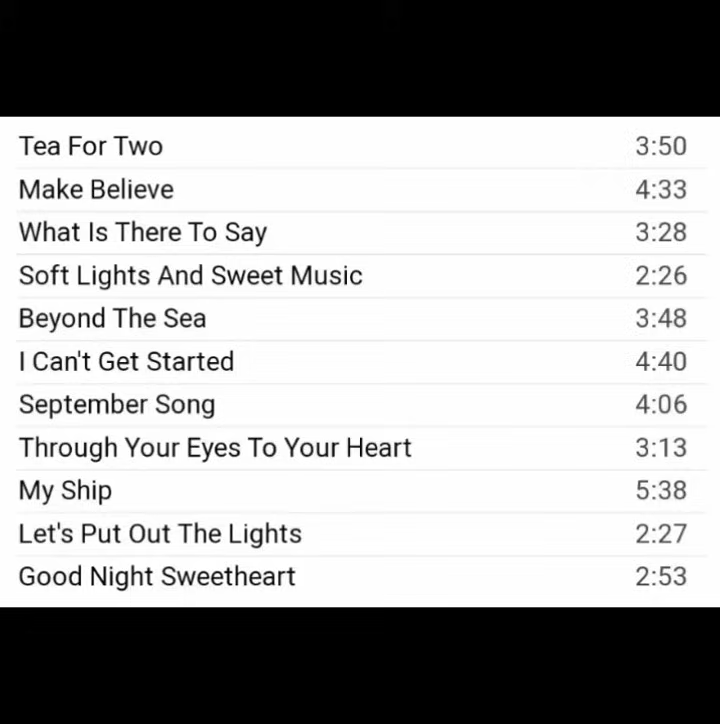 Tea For Two 3:50
Make Believe 4:33
What Is There To Say 3:28
Soft Lights And Sweet Music 2:26
Beyond The Sea 3:48
I Can't Get Started 4:40
September Song 4:06
Through Your Eyes To Your Heart 3:13
My Ship 5:38
Let's Put Out The Lights 2:27
Good Night Sweetheart 2:53